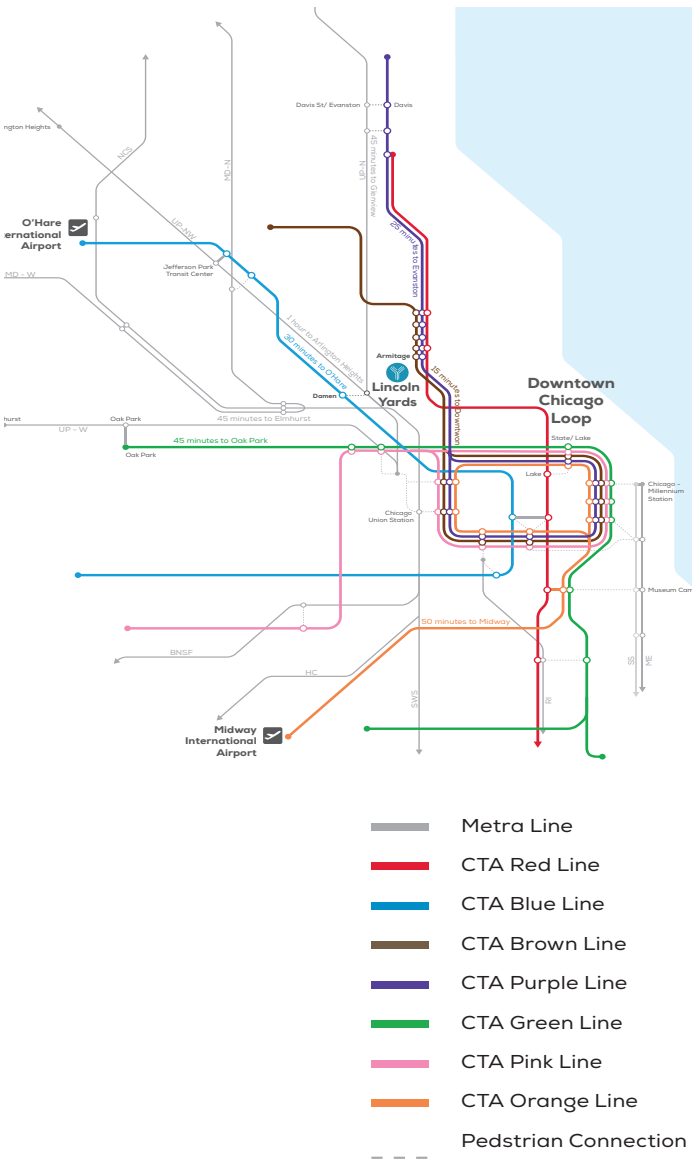 Davis St/ Evanston
Davis
ngton Heights
NCS
MD-N
UP-N
45 minutes to Glenview
UP-NW
25 minutes to Evanston
O'Hare
ernational
Airport
Jefferson Park
Transit Center
MD - W
1 hour to Arlington Heights
30 minutes to O'Hare
Armitage
Lincoln
Yards
15 minutes to Downtown
Downtown
Chicago
Loop
Damen
hurst
Oak Park
45 minutes to Elmhurst
UP - W
45 minutes to Oak Park
Oak Park
State/ Lake
Lake
Chicago -
Millennium
Station
Chicago
Union Station
Museum Cam
50 minutes to Midway
BNSF
HC
SWS
RI
SS
ME
Midway
International
Airport
Metra Line
CTA Red Line
CTA Blue Line
CTA Brown Line
CTA Purple Line
CTA Green Line
CTA Pink Line
CTA Orange Line
Pedstrian Connection